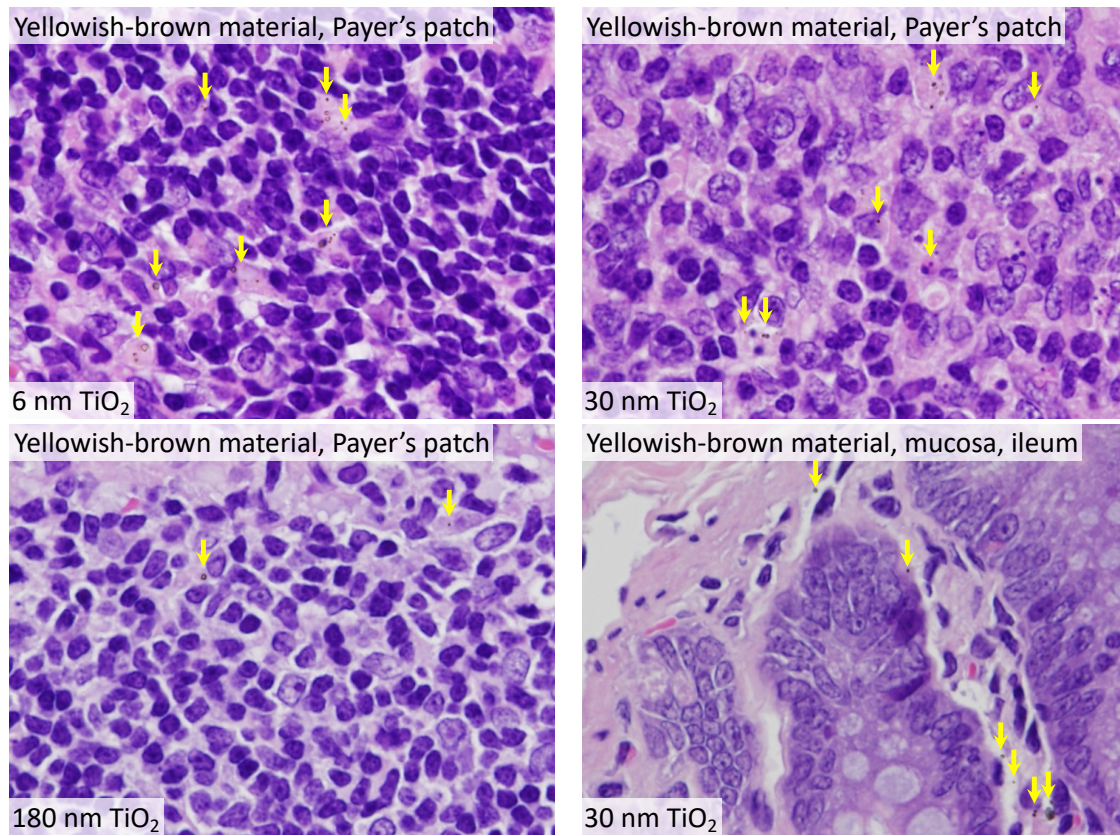 Yellowish-brown material, Payer's patch
Yellowish-brown material, Payer's patch
6 nm TiO₂
30 nm TiO₂
Yellowish-brown material, Payer's patch
Yellowish-brown material, mucosa, ileum
180 nm TiO₂
30 nm TiO₂